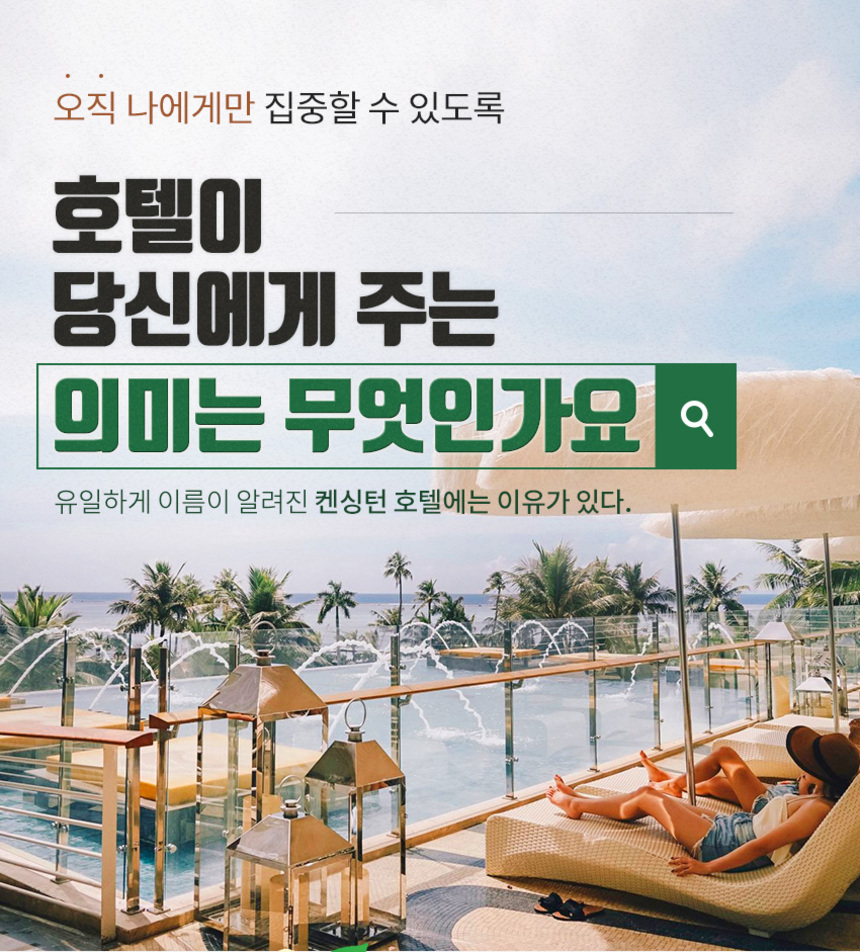 오직 나에게만 집중할 수 있도록
호텔이
당신에게 주는
의미는 무엇인가요
유일하게 이름이 알려진 켄싱턴 호텔에는 이유가 있다.